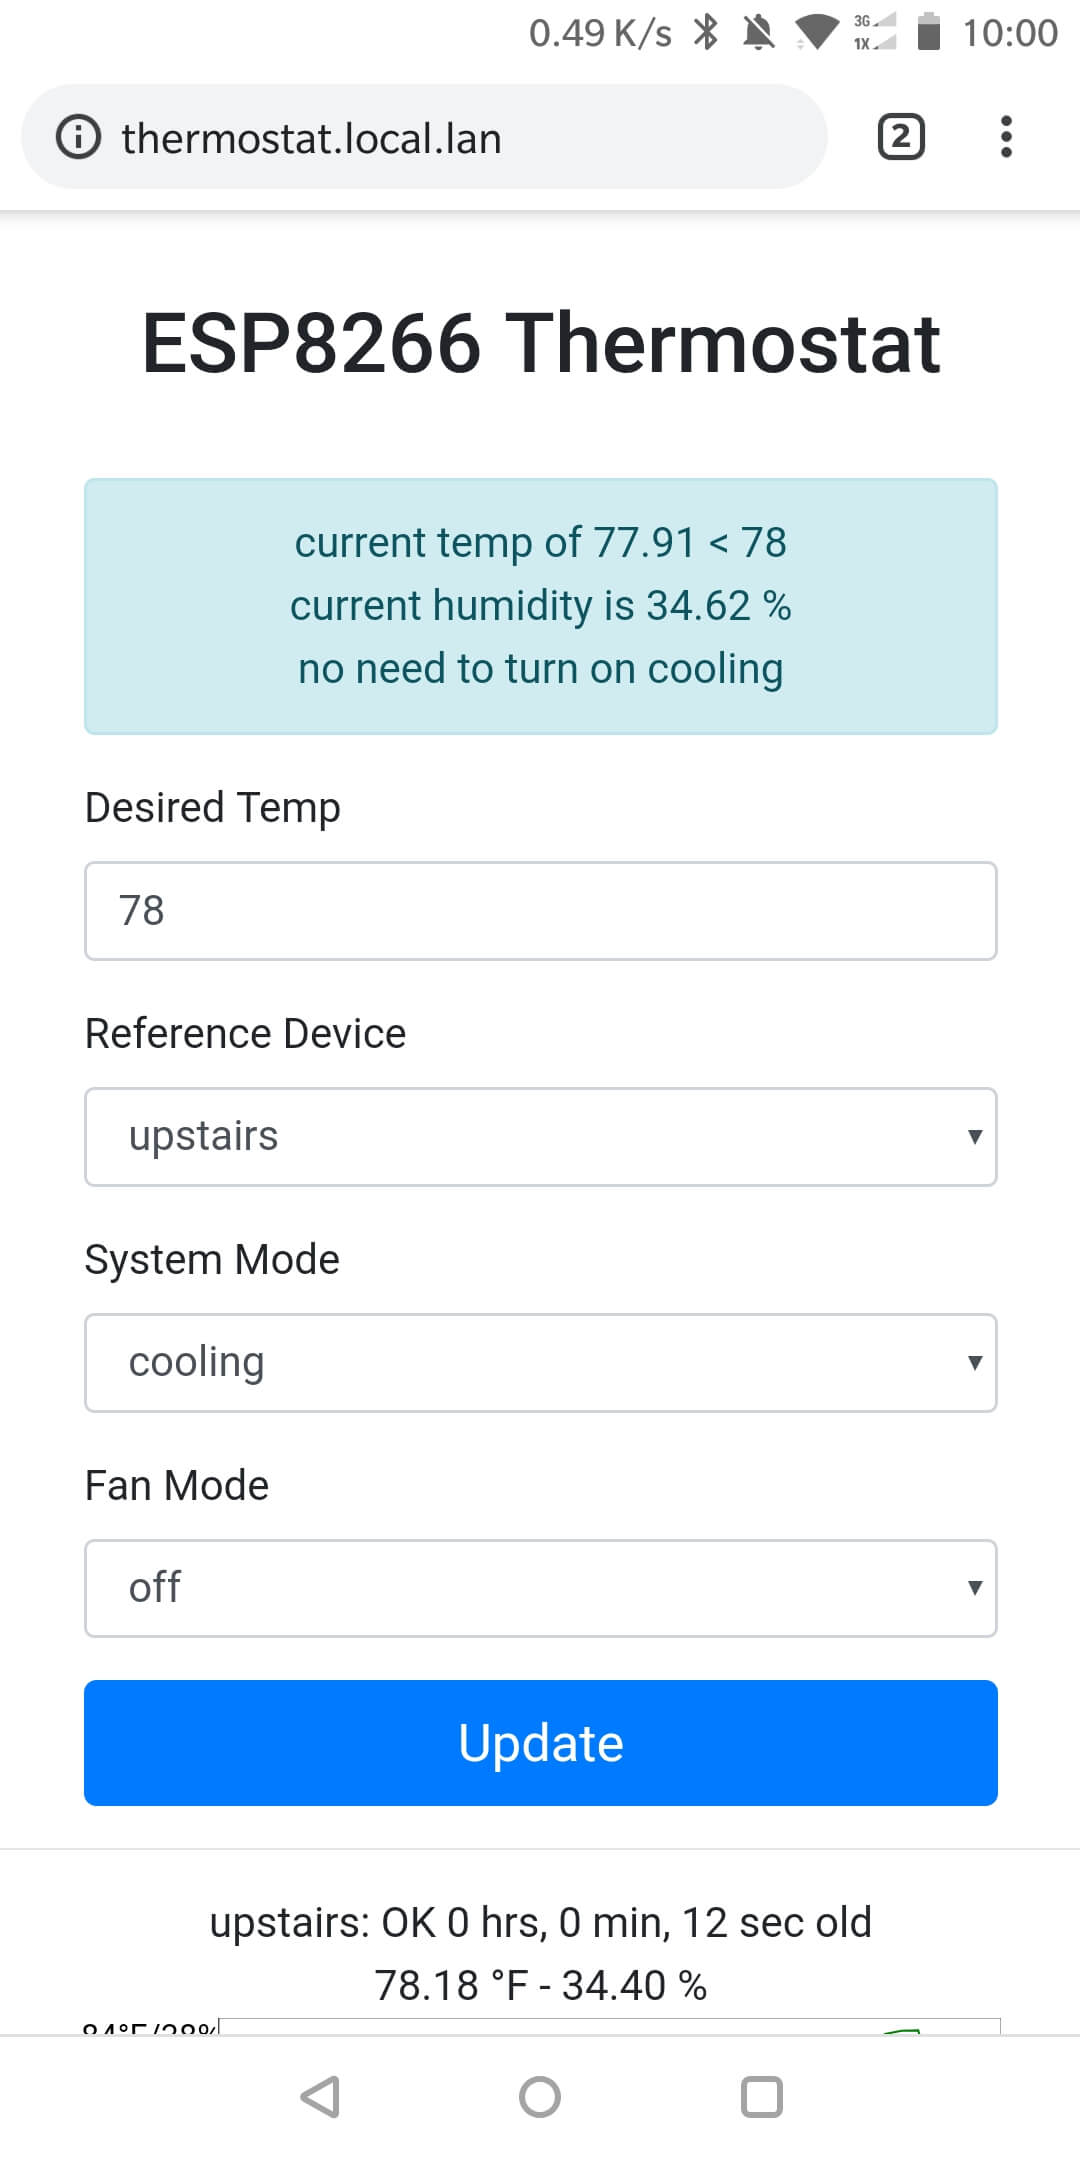 0.49 K/s 3G 1X 10:00
thermostat.local.lan 2
ESP8266 Thermostat
current temp of 77.91 < 78
current humidity is 34.62 %
no need to turn on cooling
Desired Temp
78
Reference Device
upstairs
System Mode
cooling
Fan Mode
off
Update
upstairs: OK 0 hrs, 0 min, 12 sec old
78.18 °F - 34.40 %